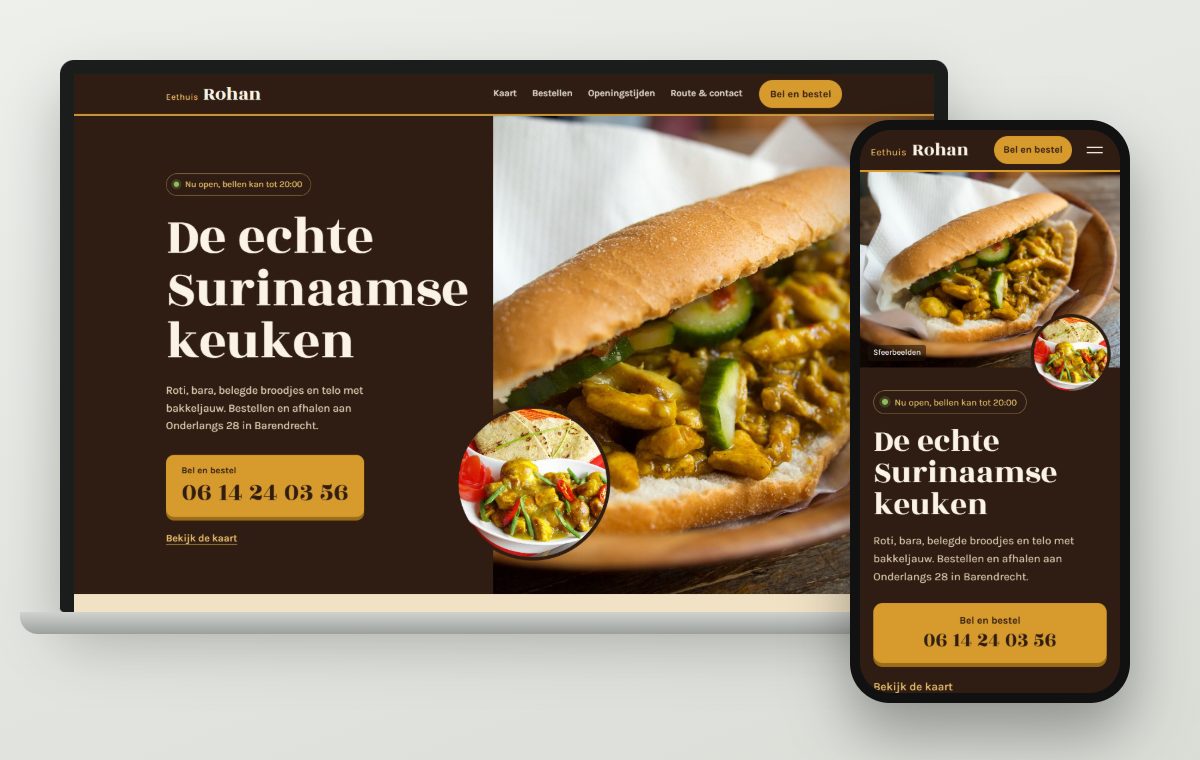 Eethuis Rohan
Kaart Bestellen Openingstijden Route & contact Bel en bestel
Nu open, bellen kan tot 20:00
De echte
Surinaamse
keuken
Roti, bara, belegde broodjes en telo met
bakkeljauw. Bestellen en afhalen aan
Onderlangs 28 in Barendrecht.
Bel en bestel
06 14 24 03 56
Bekijk de kaart
Eethuis Rohan Bel en bestel
Sfeerbeelden
Nu open, bellen kan tot 20:00
De echte
Surinaamse
keuken
Roti, bara, belegde broodjes en telo met
bakkeljauw. Bestellen en afhalen aan
Onderlangs 28 in Barendrecht.
Bel en bestel
06 14 24 03 56
Bekijk de kaart